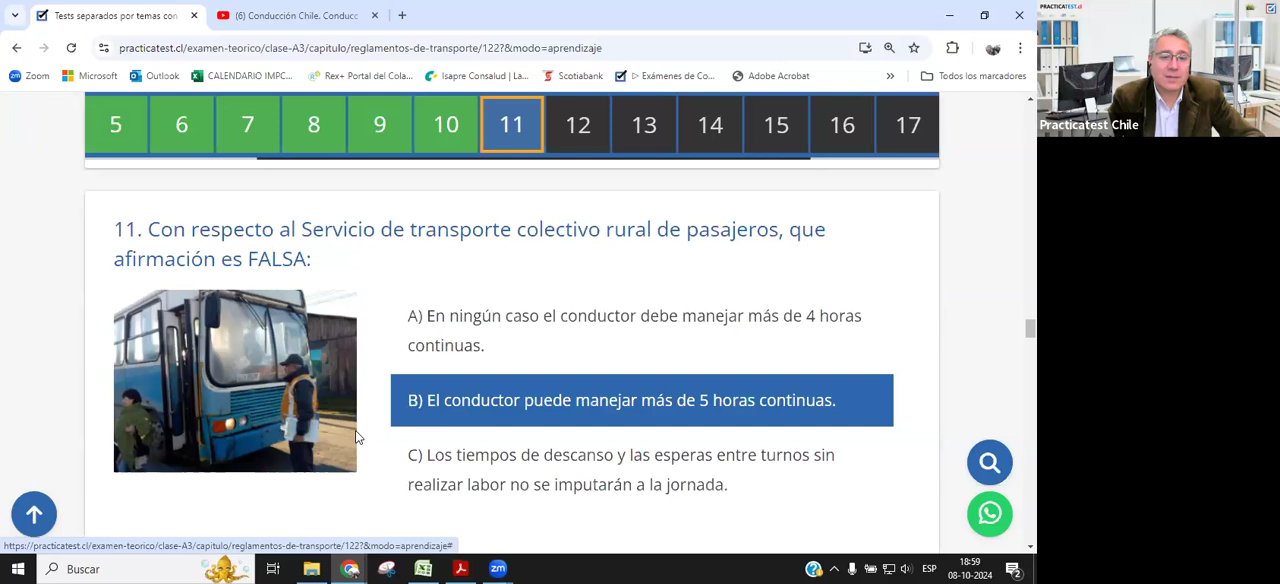 Tests separados por temas con
(6) Conducción Chile. Conduc...
practicatest.cl/examen-teorico/clase-A3/capitulo/reglamentos-de-transporte/122?&modo=aprendizaje
Zoom
Microsoft
Outlook
CALENDARIO IMPC...
Rex+ Portal del Cola...
Isapre Consalud | La...
Scotiabank
▷ Exámenes de Co...
Adobe Acrobat
»
Todos los marcadores
PRACTICATEST.cl
Practicatest Chile
5 6 7 8 9 10 11 12 13 14 15 16 17
11. Con respecto al Servicio de transporte colectivo rural de pasajeros, que
afirmación es FALSA:
A) En ningún caso el conductor debe manejar más de 4 horas
continuas.
B) El conductor puede manejar más de 5 horas continuas.
C) Los tiempos de descanso y las esperas entre turnos sin
realizar labor no se imputarán a la jornada.
https://practicatest.cl/examen-teorico/clase-A3/capitulo/reglamentos-de-transporte/122?&modo=aprendizaje#
Buscar
zm
ESP
18:59
08-10-2024
2